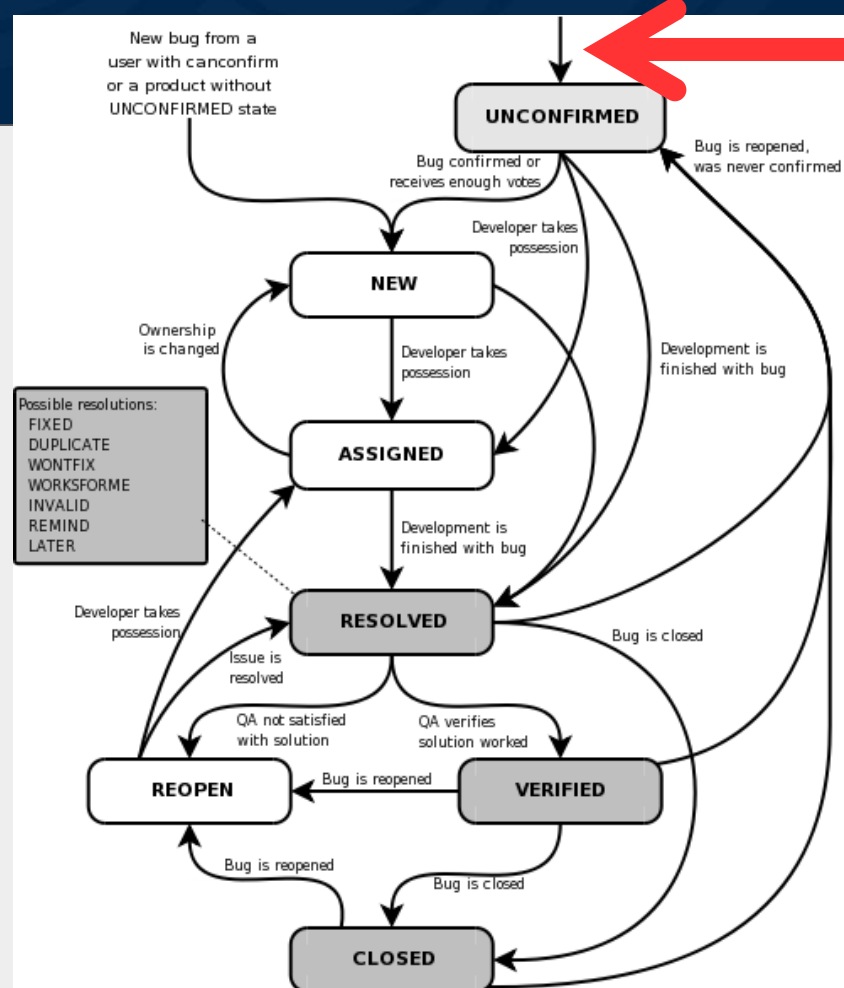 New bug from a
user with canconfirm
or a product without
UNCONFIRMED state
UNCONFIRMED
Bug is reopened,
was never confirmed
Bug confirmed or
receives enough votes
Developer takes
possession
NEW
Ownership
is changed
Developer takes
possession
Development is
finished with bug
Possible resolutions:
FIXED
DUPLICATE
WONTFIX
WORKSFORME
INVALID
REMIND
LATER
ASSIGNED
Development is
finished with bug
RESOLVED
Developer takes
possession
Issue is
resolved
Bug is closed
QA not satisfied
with solution
QA verifies
solution worked
REOPEN
Bug is reopened
VERIFIED
Bug is reopened
Bug is closed
CLOSED